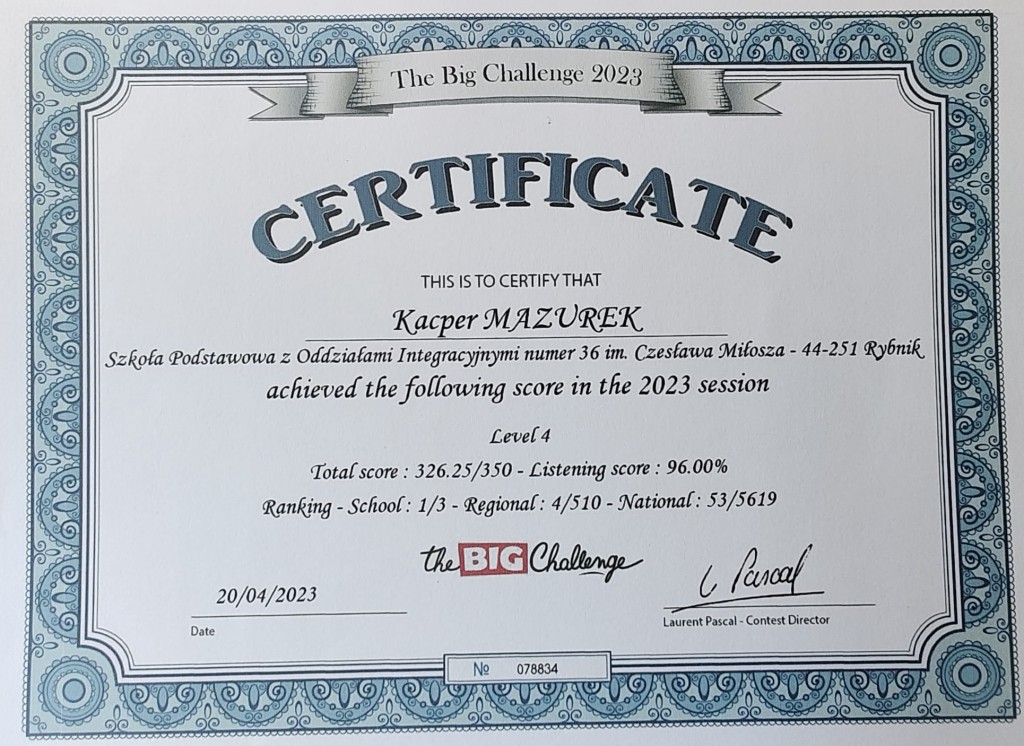 The Big Challenge 2023
CERTIFICATE
THIS IS TO CERTIFY THAT
Kacper MAZUREK
Szkoła Podstawowa z Oddziałami Integracyjnymi numer 36 im. Czesława Miłosza - 44-251 Rybnik
achieved the following score in the 2023 session
Level 4
Total score : 326.25/350 - Listening score : 96.00%
Ranking - School : 1/3 - Regional : 4/510 - National : 53/5619
the BIG Challenge
L Pascal
20/04/2023
Date
Laurent Pascal - Contest Director
№ 078834